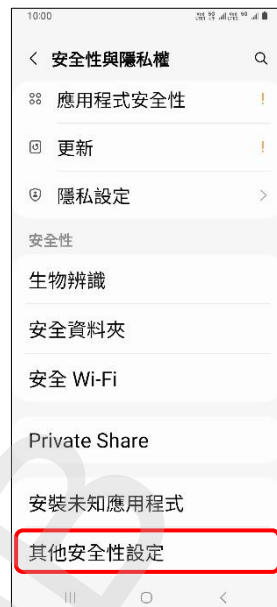 10:00
安全性與隱私權
應用程式安全性
更新
隱私設定
安全性
生物辨識
安全資料夾
安全 Wi-Fi
Private Share
安裝未知應用程式
其他安全性設定